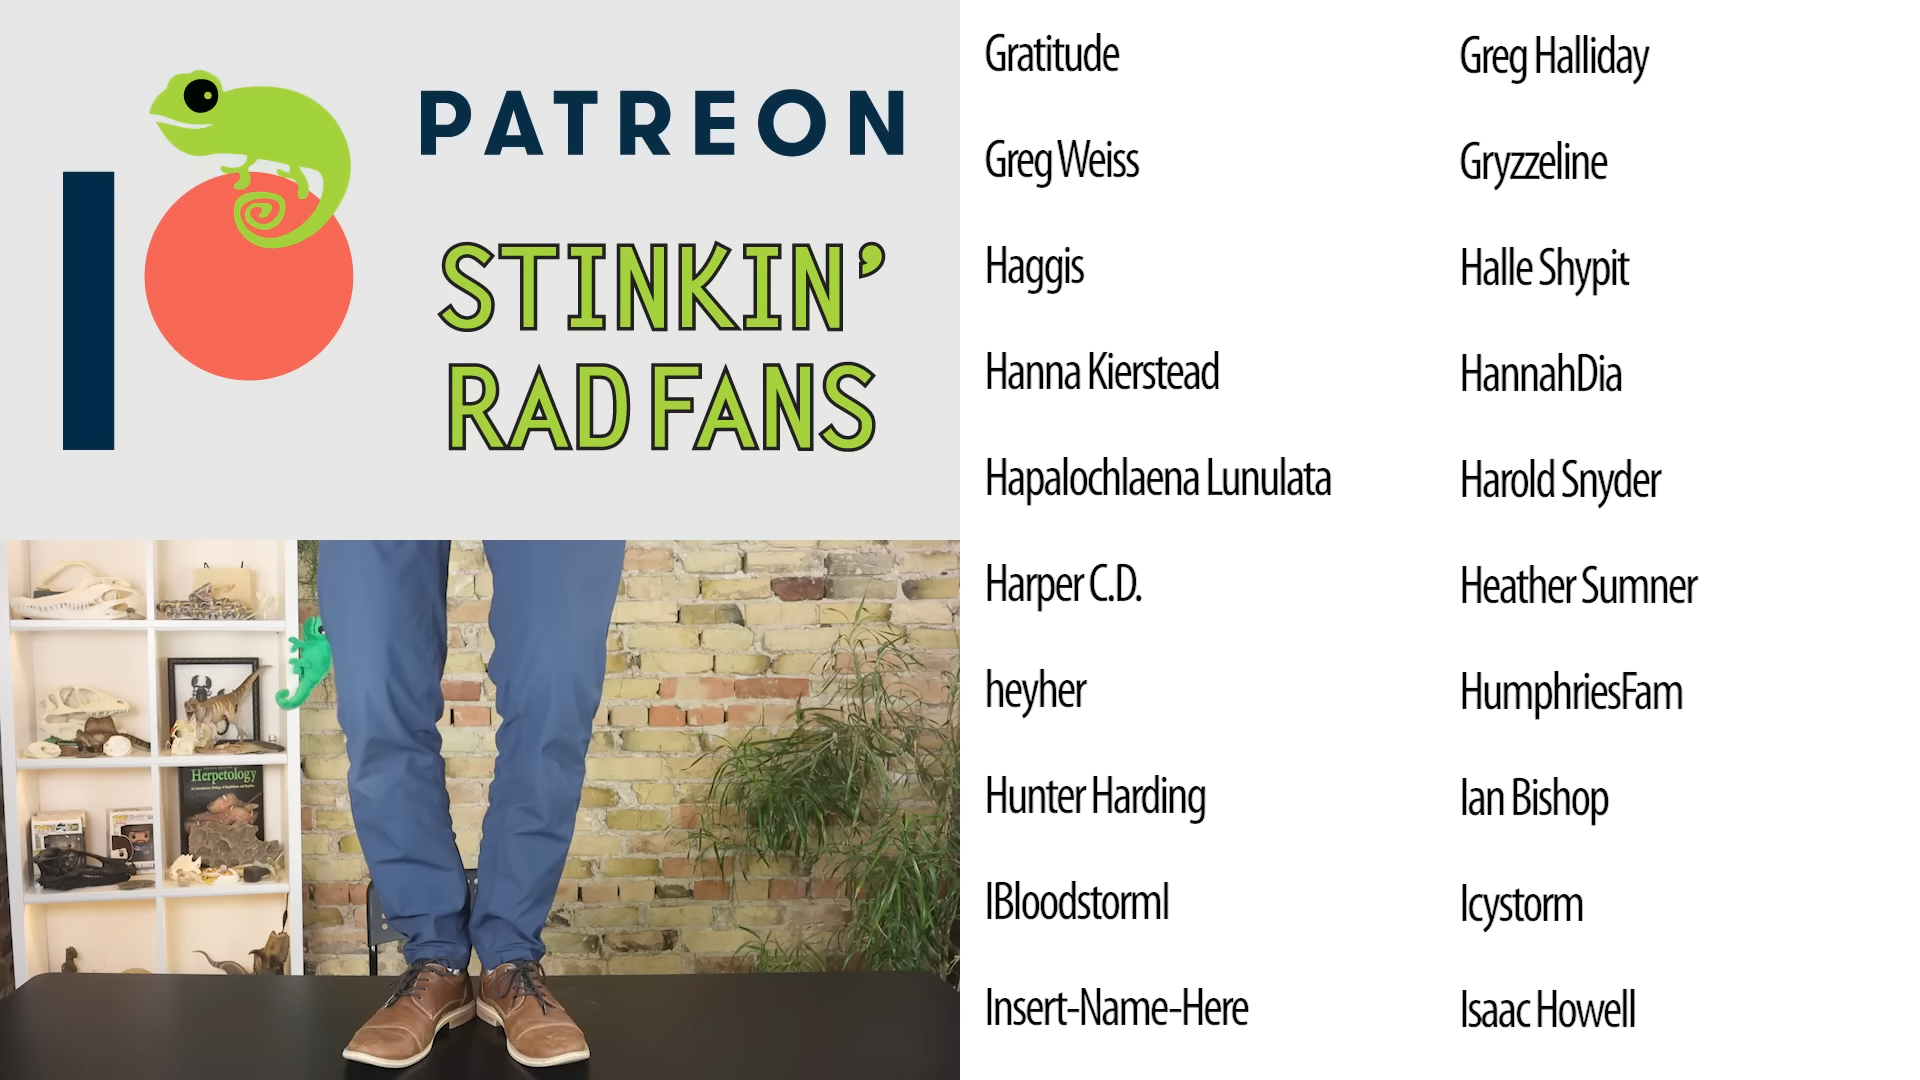 PATREON
STINKIN'
RAD FANS
Herpetology
Gratitude
Greg Weiss
Haggis
Hanna Kierstead
Hapalochlaena Lunulata
Harper C.D.
heyher
Hunter Harding
IBloodstormI
Insert-Name-Here
Greg Halliday
Gryzzeline
Halle Shypit
HannahDia
Harold Snyder
Heather Sumner
HumphriesFam
Ian Bishop
Icystorm
Isaac Howell